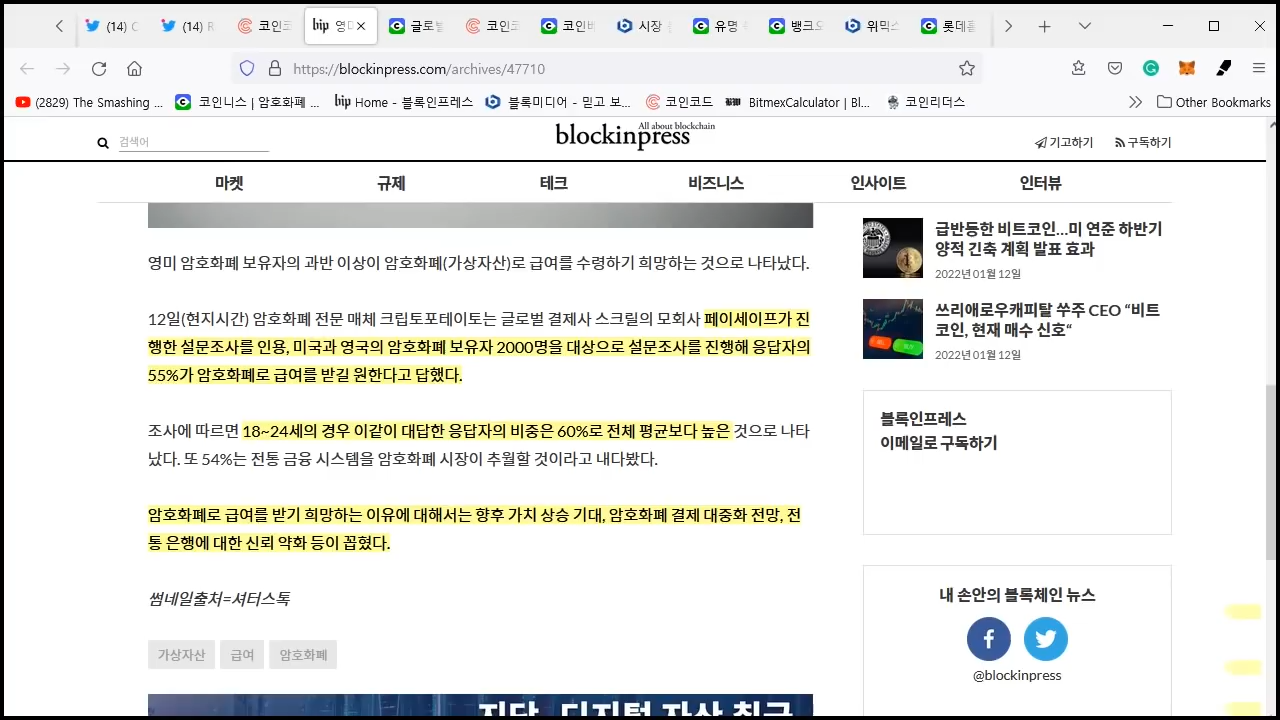 (14) C
(14) R
코인코
bip 영미
글로벌
코인코
코인비
시장
유명
뱅크오
위믹스
롯데홈
https://blockinpress.com/archives/47710
(2829) The Smashing ...
코인니스 | 암호화폐 ...
bip Home - 블록인프레스
블록미디어 - 믿고 보...
코인코드
BitmexCalculator | Bl...
코인리더스
Other Bookmarks
검색어
All about blockchain
blockinpress
기고하기
구독하기
마켓 규제 테크 비즈니스 인사이트 인터뷰
영미 암호화폐 보유자의 과반 이상이 암호화폐(가상자산)로 급여를 수령하기 희망하는 것으로 나타났다.
12일(현지시간) 암호화폐 전문 매체 크립토포테이토는 글로벌 결제사 스크릴의 모회사 페이세이프가 진
행한 설문조사를 인용, 미국과 영국의 암호화폐 보유자 2000명을 대상으로 설문조사를 진행해 응답자의
55%가 암호화폐로 급여를 받길 원한다고 답했다.
조사에 따르면 18~24세의 경우 이같이 대답한 응답자의 비중은 60%로 전체 평균보다 높은 것으로 나타
났다. 또 54%는 전통 금융 시스템을 암호화폐 시장이 추월할 것이라고 내다봤다.
암호화폐로 급여를 받기 희망하는 이유에 대해서는 향후 가치 상승 기대, 암호화폐 결제 대중화 전망, 전
통 은행에 대한 신뢰 약화 등이 꼽혔다.
썸네일출처=셔터스톡
가상자산 급여 암호화폐
지닥, 디지털 자산 취급
급반등한 비트코인...미 연준 하반기
양적 긴축 계획 발표 효과
2022년 01월 12일
쓰리애로우캐피탈 쑤주 CEO “비트
코인, 현재 매수 신호“
2022년 01월 12일
블록인프레스
이메일로 구독하기
내 손안의 블록체인 뉴스
@blockinpress